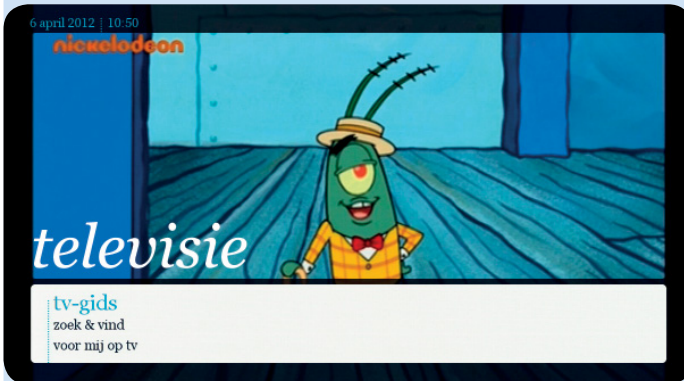 6 april 2012 | 10:50
nickelodeon
televisie
tv-gids
zoek & vind
voor mij op tv